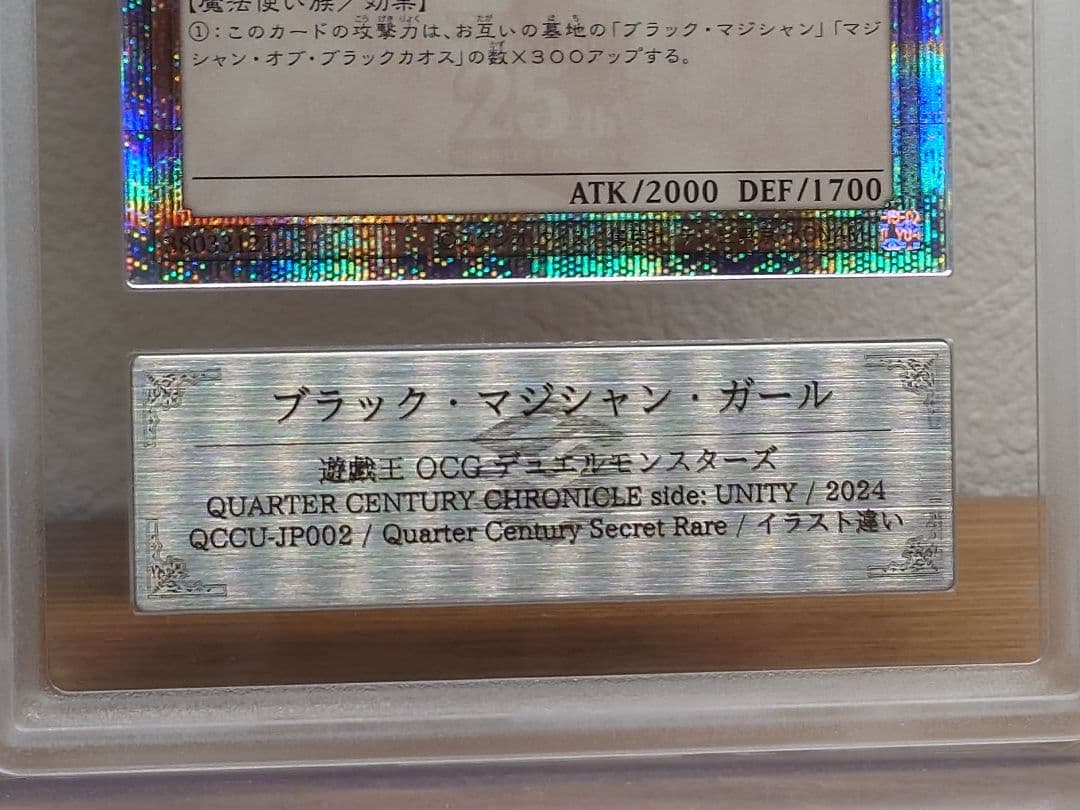 【魔法使い族／効果】
①：このカードの攻撃力は、お互いの墓地の「ブラック・マジシャン」「マジ
シャン・オブ・ブラックカオス」の数×３００アップする。
25th
ATK/2000 DEF/1700
38033121
ブラック・マジシャン・ガール
遊戯王 OCG デュエルモンスターズ
QUARTER CENTURY CHRONICLE side: UNITY / 2024
QCCU-JP002 / Quarter Century Secret Rare / イラスト違い